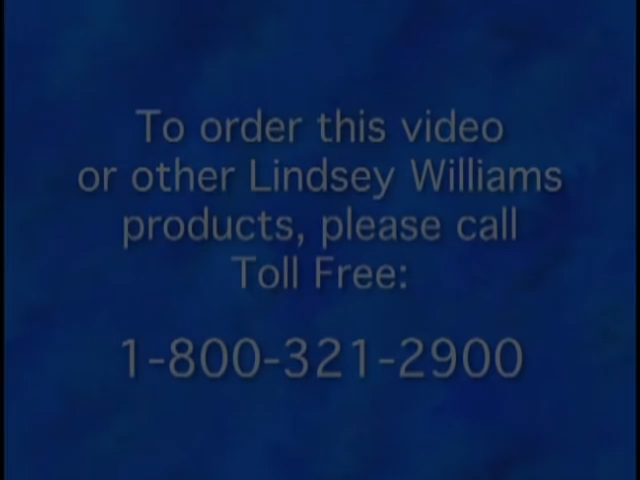 To order this video
or other Lindsey Williams
products, please call
Toll Free:
1-800-321-2900